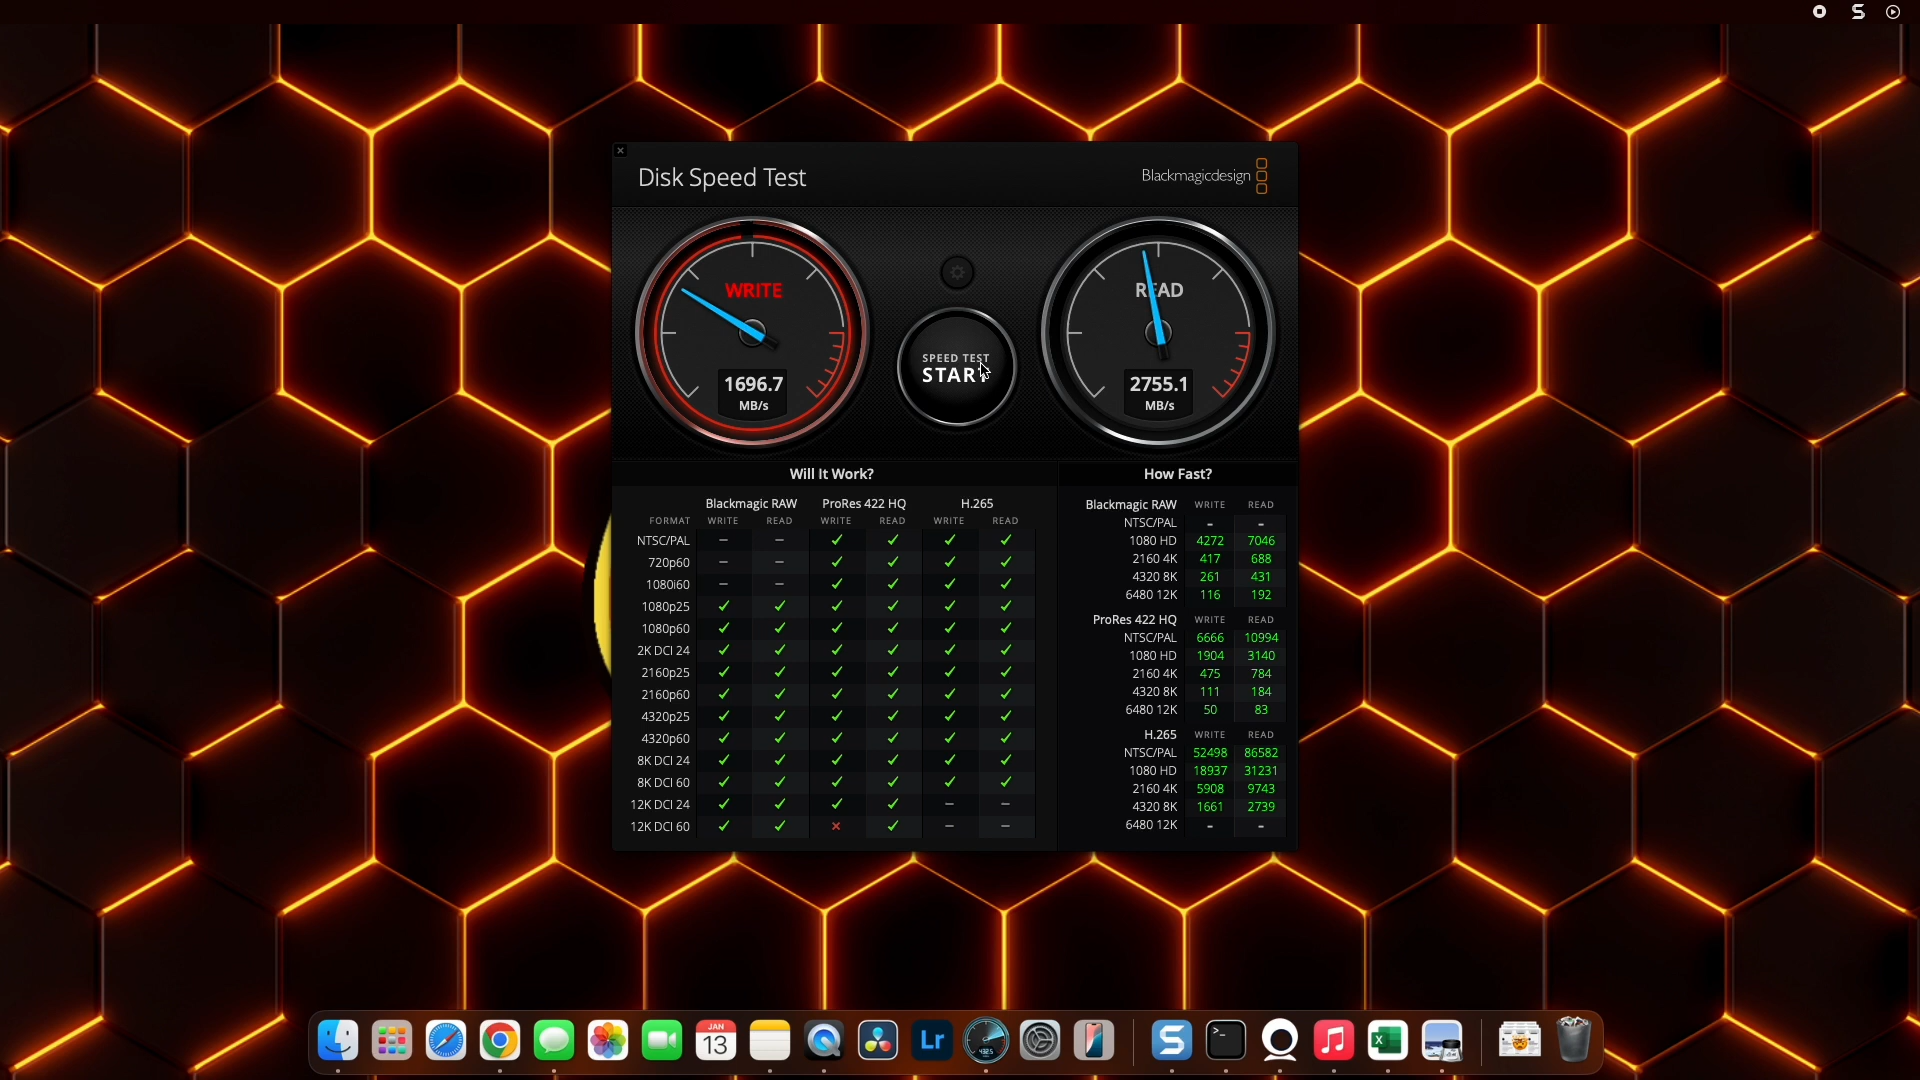 Disk Speed Test
Blackmagicdesign
WRITE
1696.7
MB/s
SPEED TEST
START
READ
2755.1
MB/s
Will It Work?
Blackmagic RAW ProRes 422 HQ H.265
FORMAT WRITE READ WRITE READ WRITE READ
NTSC/PAL – – ✓ ✓ ✓ ✓
720p60 – – ✓ ✓ ✓ ✓
1080i60 – – ✓ ✓ ✓ ✓
1080p25 ✓ ✓ ✓ ✓ ✓ ✓
1080p60 ✓ ✓ ✓ ✓ ✓ ✓
2K DCI 24 ✓ ✓ ✓ ✓ ✓ ✓
2160p25 ✓ ✓ ✓ ✓ ✓ ✓
2160p60 ✓ ✓ ✓ ✓ ✓ ✓
4320p25 ✓ ✓ ✓ ✓ ✓ ✓
4320p60 ✓ ✓ ✓ ✓ ✓ ✓
8K DCI 24 ✓ ✓ ✓ ✓ ✓ ✓
8K DCI 60 ✓ ✓ ✓ ✓ ✓ ✓
12K DCI 24 ✓ ✓ ✓ ✓ – –
12K DCI 60 ✓ ✓ × ✓ – –
How Fast?
Blackmagic RAW WRITE READ
NTSC/PAL - -
1080 HD 4272 7046
2160 4K 417 688
4320 8K 261 431
6480 12K 116 192
ProRes 422 HQ WRITE READ
NTSC/PAL 6666 10994
1080 HD 1904 3140
2160 4K 475 784
4320 8K 111 184
6480 12K 50 83
H.265 WRITE READ
NTSC/PAL 52498 86582
1080 HD 18937 31231
2160 4K 5908 9743
4320 8K 1661 2739
6480 12K - -
JAN
13
Lr
432.5
S
>_
X